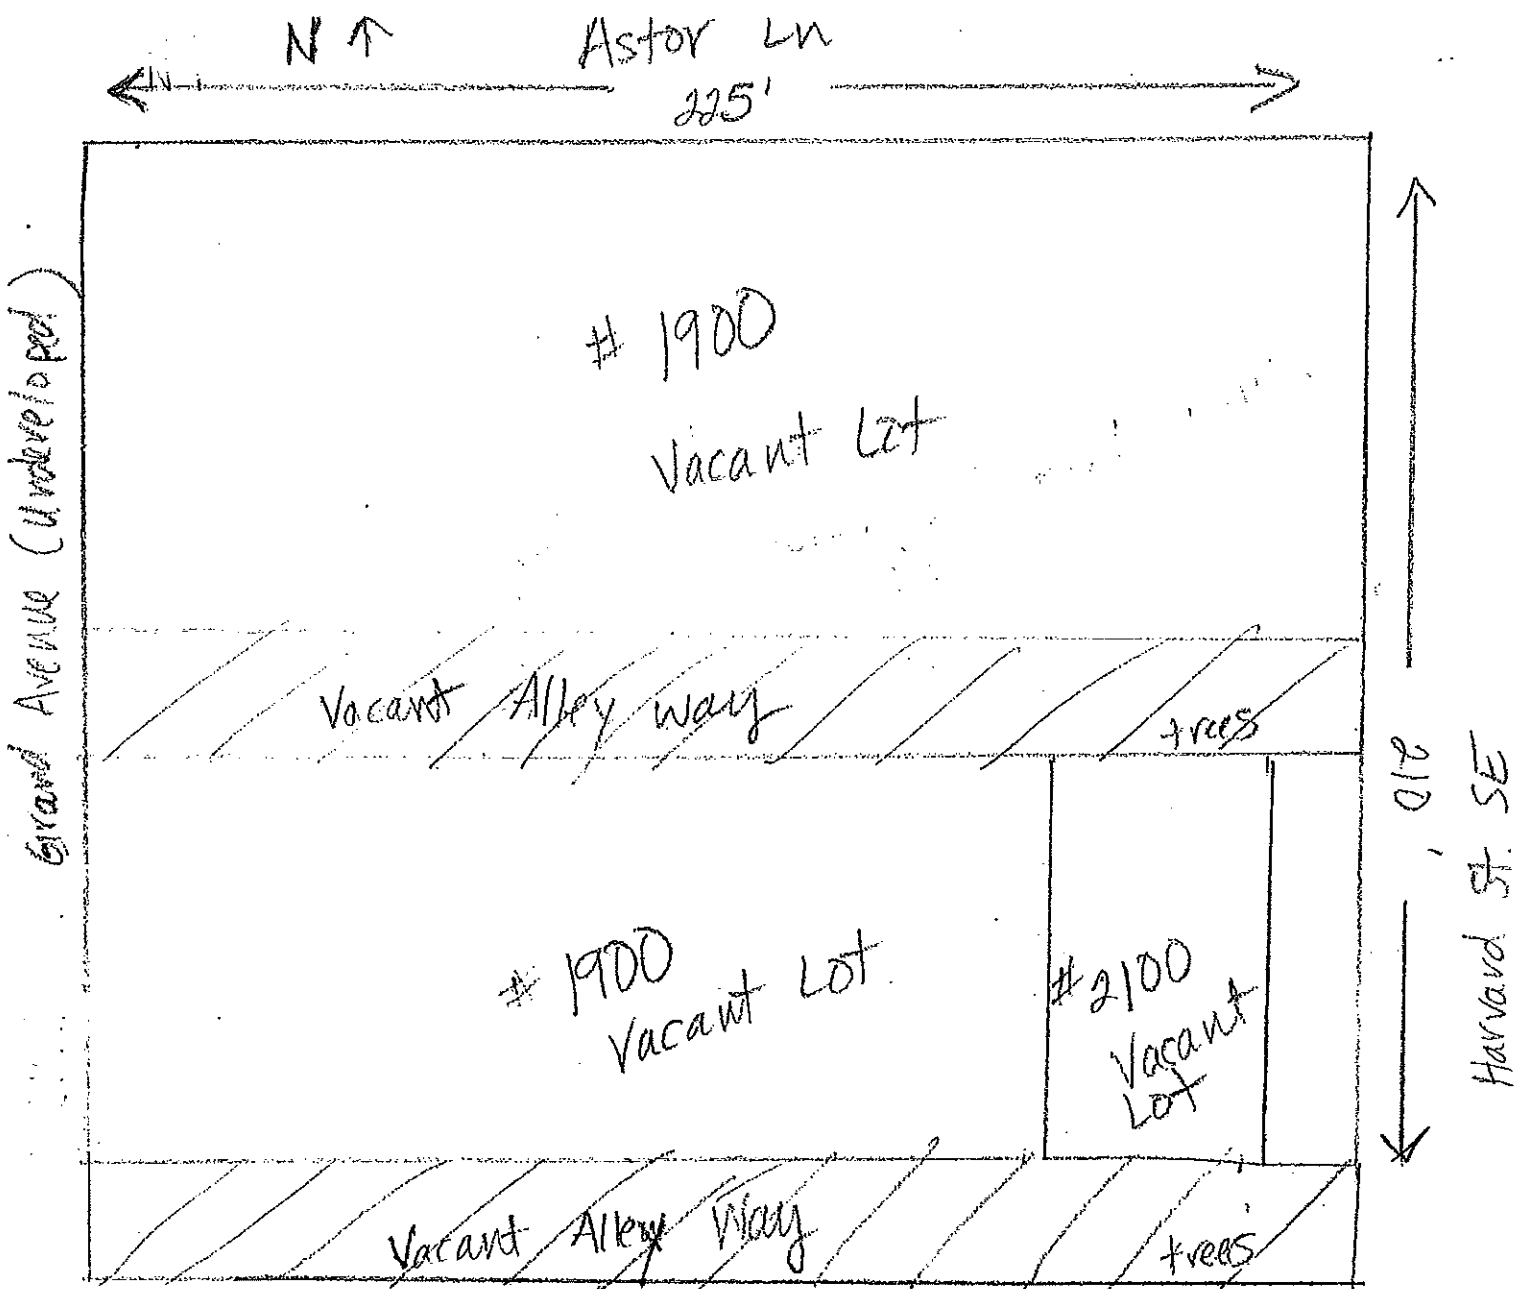 N ↑ Astor Ln
225'
Grand Avenue (Undeveloped)
# 1900
Vacant Lot
Vacant Alley way
trees
210'
Harvard St. SE
# 1900
Vacant Lot
# 2100
Vacant
Lot
Vacant Alley Way
trees